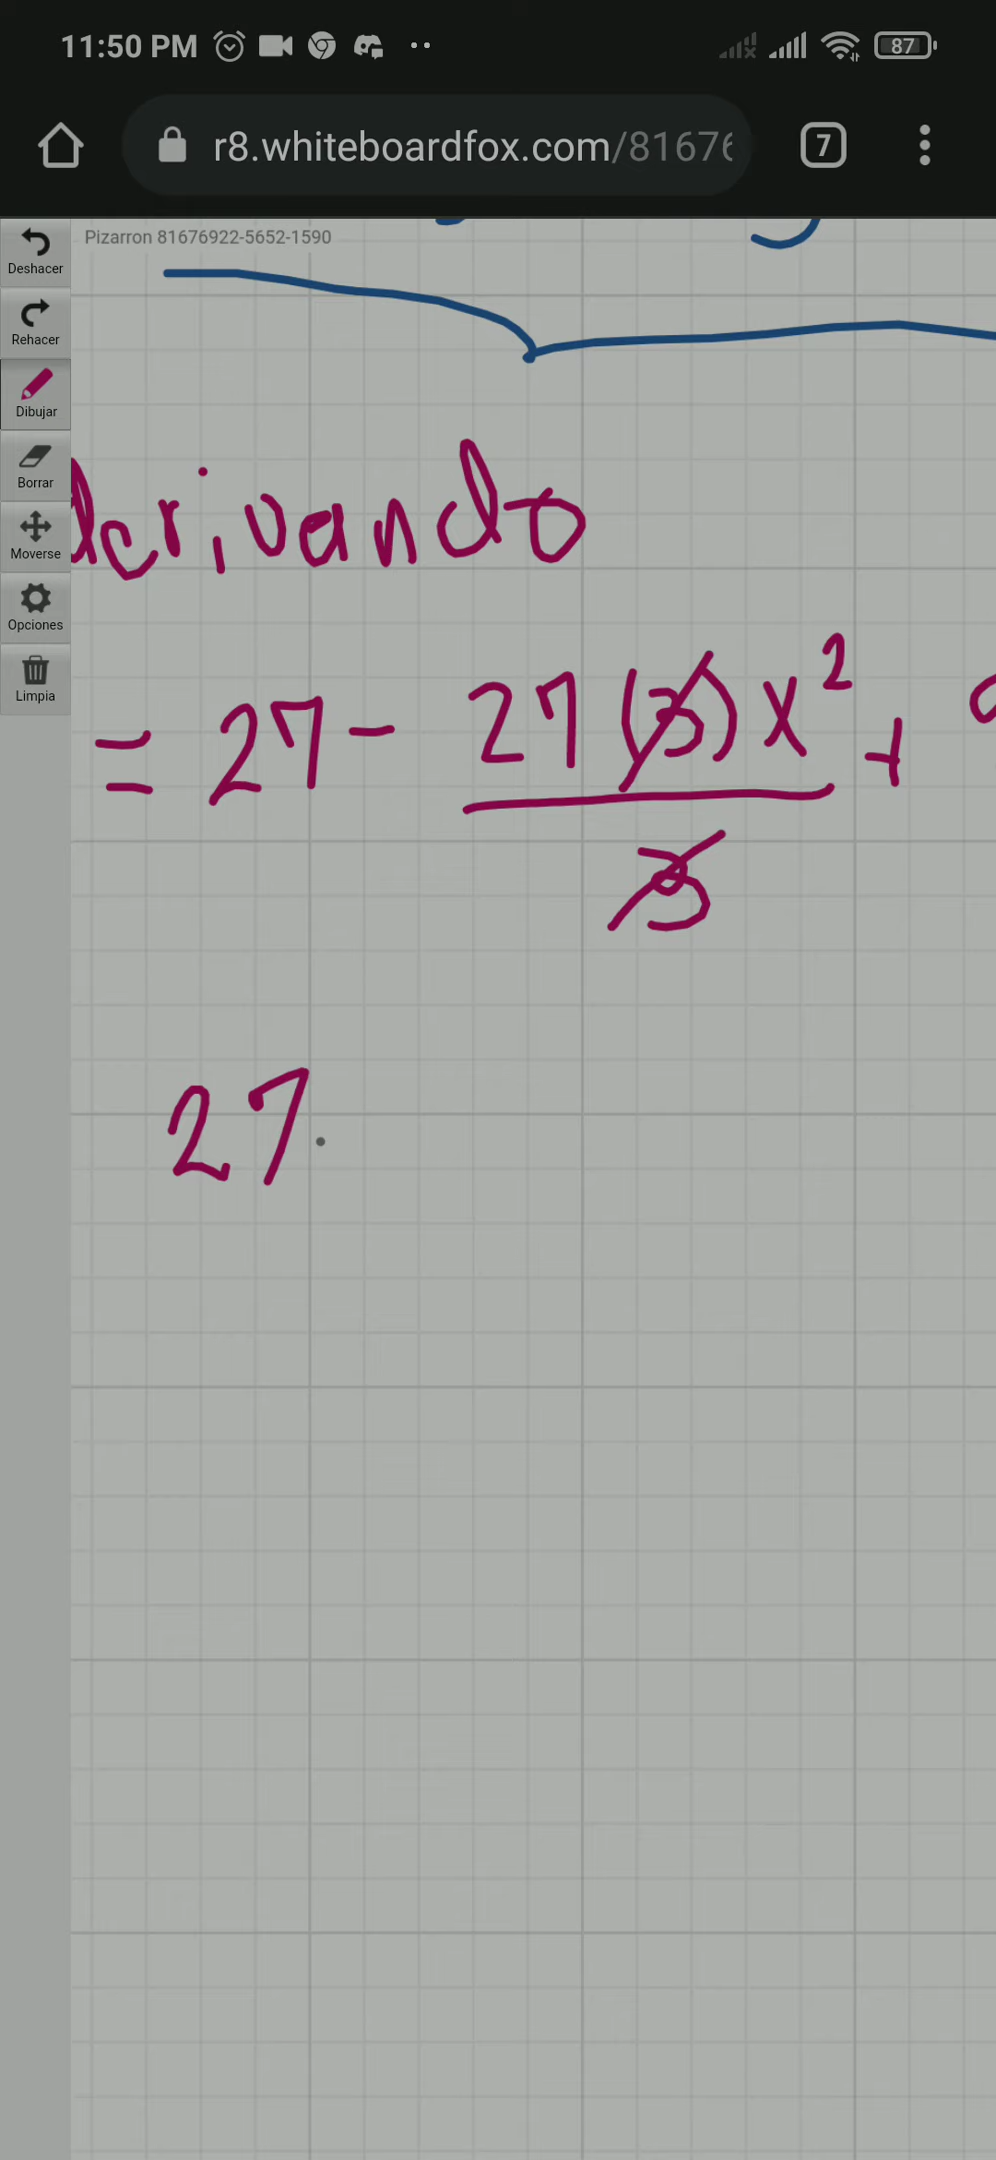 11:50 PM 87
r8.whiteboardfox.com/81676 7
Pizarron 81676922-5652-1590
Deshacer
Rehacer
Dibujar
Borrar
Moverse
Opciones
Limpia
derivando
= 27 - 27 (3) x² +
3
27